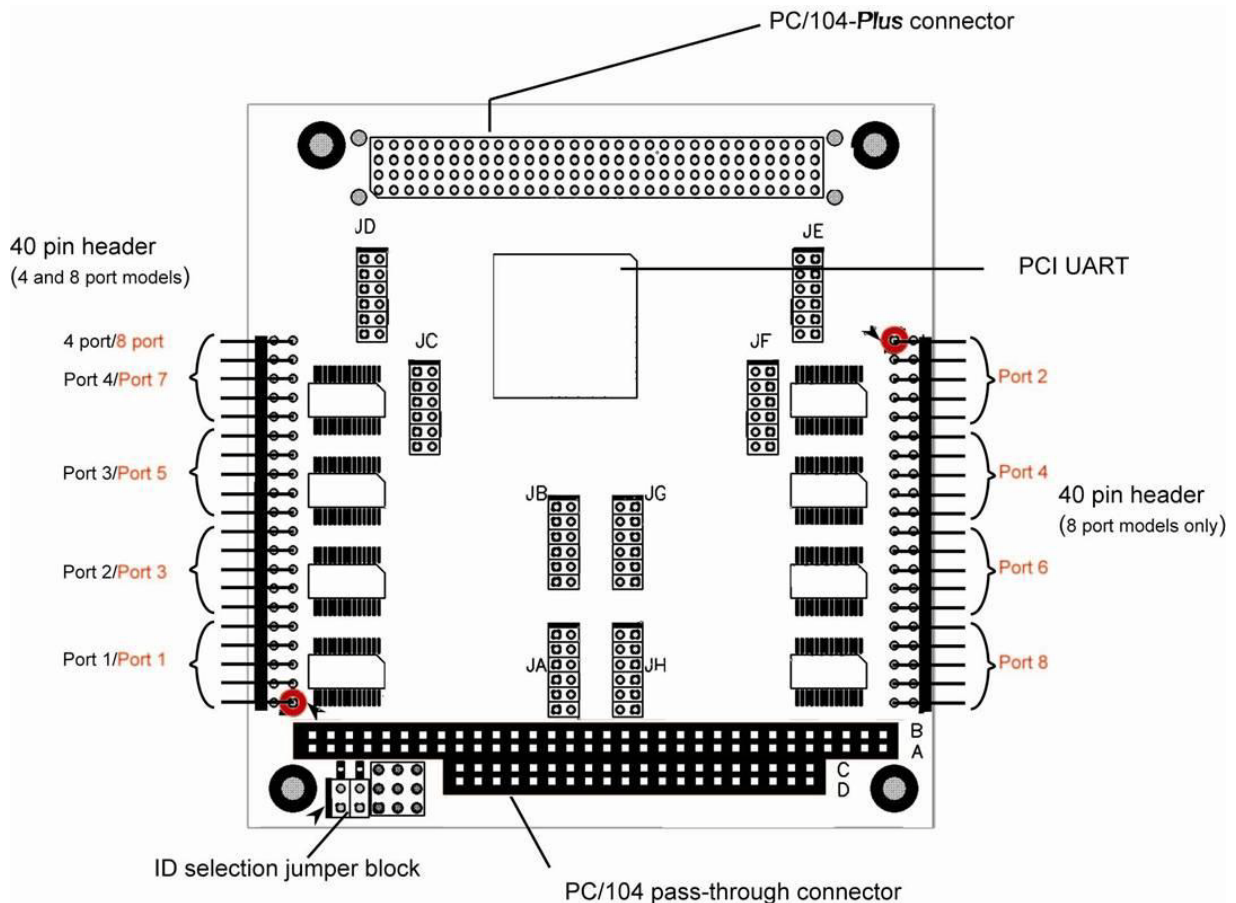 PC/104-Plus connector
JD
JE
40 pin header
(4 and 8 port models)
PCI UART
4 port/8 port
JC
JF
Port 4/Port 7
Port 2
Port 3/Port 5
Port 4
JB
JG
40 pin header
(8 port models only)
Port 2/Port 3
Port 6
Port 1/Port 1
JA
JH
Port 8
B
A
C
D
ID selection jumper block
PC/104 pass-through connector